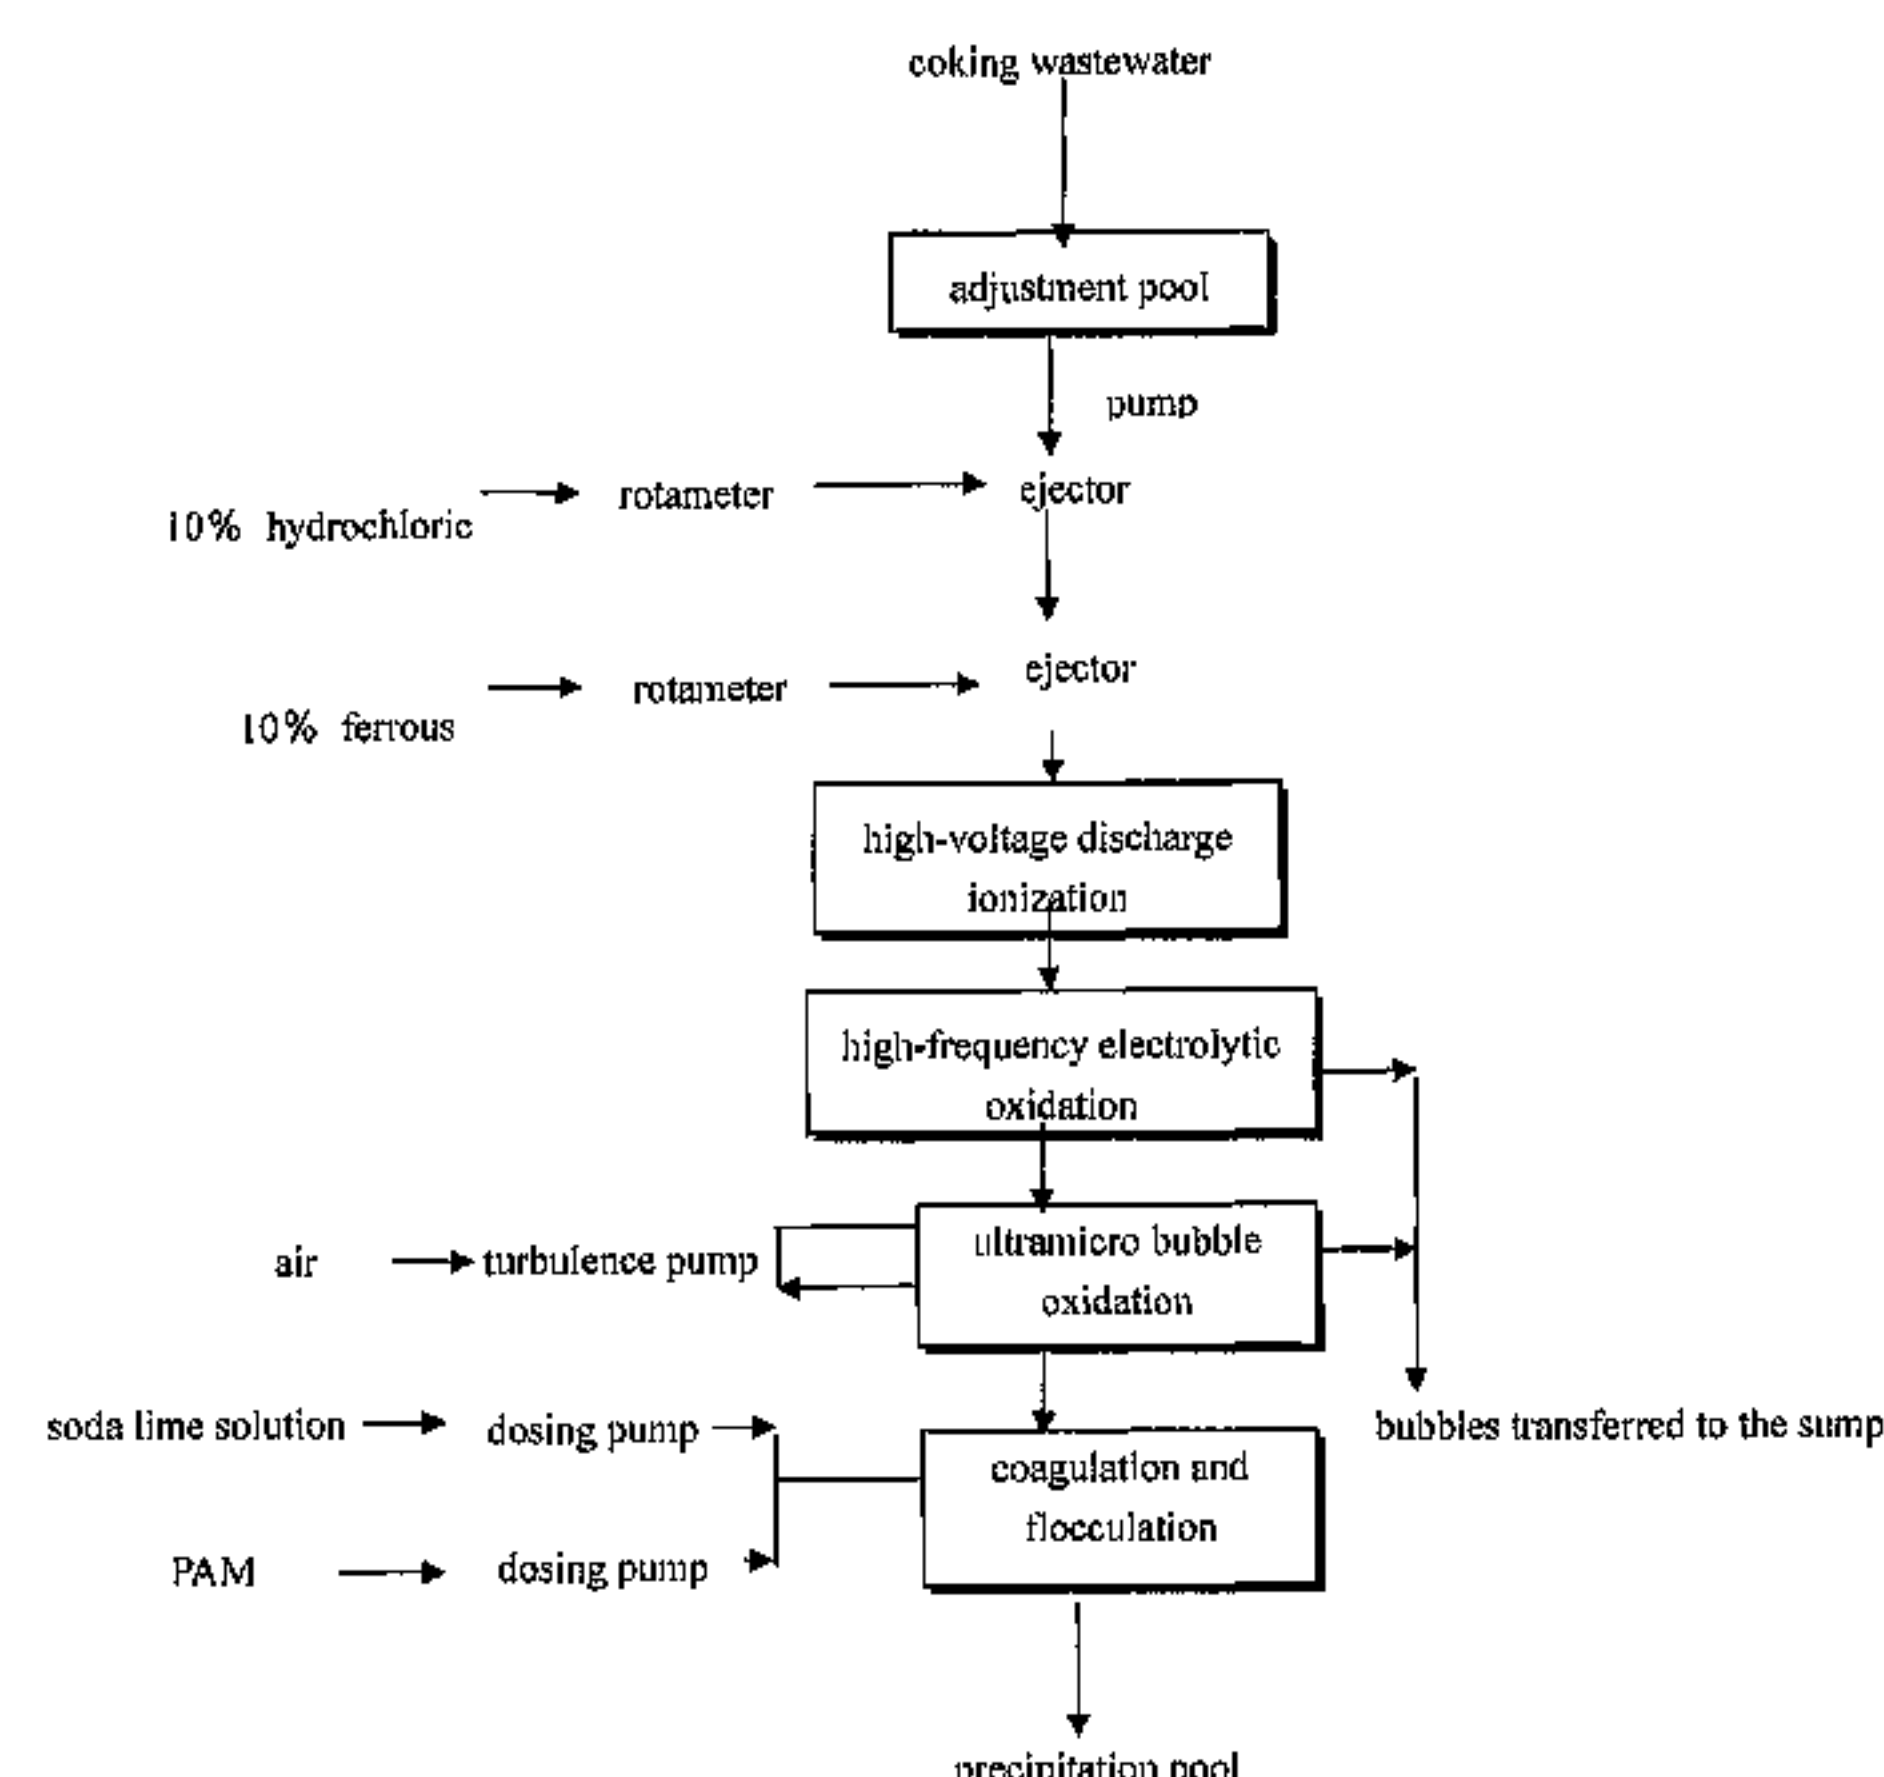 coking wastewater
adjustment pool
pump
10% hydrochloric
rotameter
ejector
10% ferrous
rotameter
ejector
high-voltage discharge
ionization
high-frequency electrolytic
oxidation
air
turbulence pump
ultramicro bubble
oxidation
soda lime solution
dosing pump
coagulation and
flocculation
bubbles transferred to the sump
PAM
dosing pump
precipitation pool